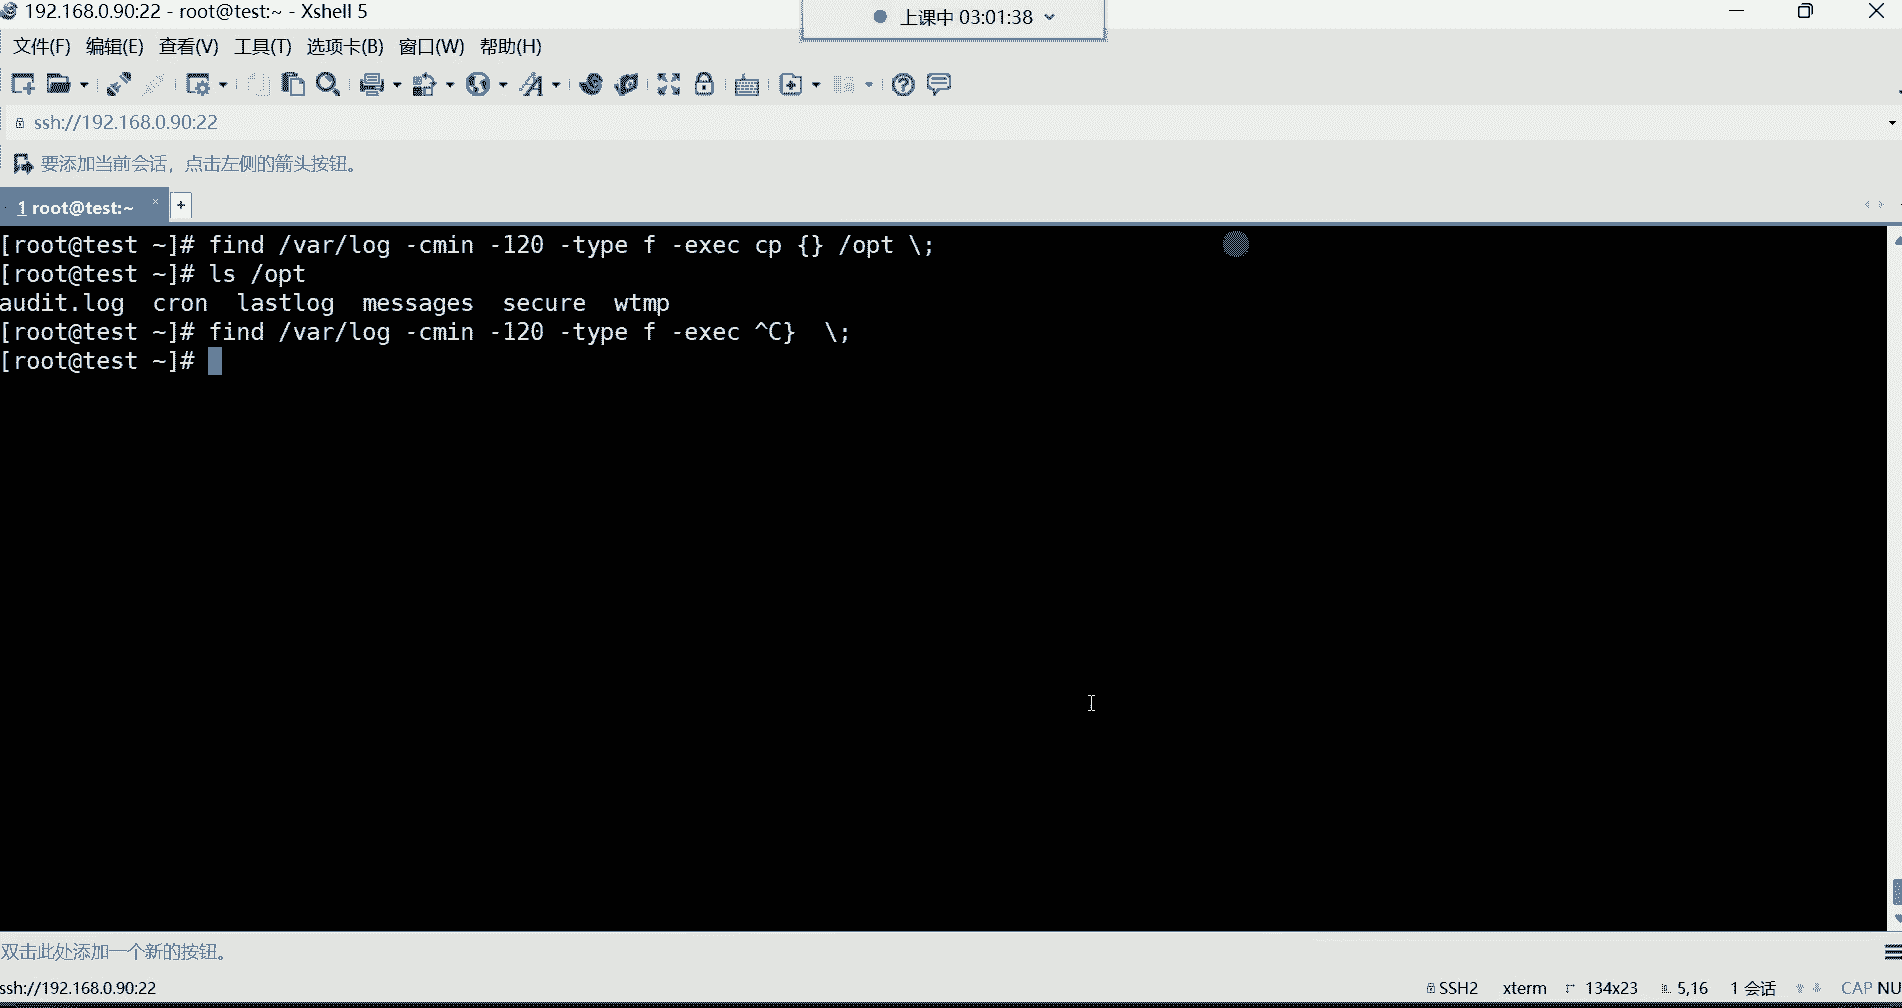 192.168.0.90:22 - root@test:~ - Xshell 5
上课中 03:01:38
文件(F) 编辑(E) 查看(V) 工具(T) 选项卡(B) 窗口(W) 帮助(H)
ssh://192.168.0.90:22
要添加当前会话，点击左侧的箭头按钮。
1 root@test:~ × +
[root@test ~]# find /var/log -cmin -120 -type f -exec cp {} /opt \;
[root@test ~]# ls /opt
audit.log  cron  lastlog  messages  secure  wtmp
[root@test ~]# find /var/log -cmin -120 -type f -exec ^C}  \;
[root@test ~]#
双击此处添加一个新的按钮。
ssh://192.168.0.90:22 SSH2 xterm 134x23 5,16 1 会话 CAP NU